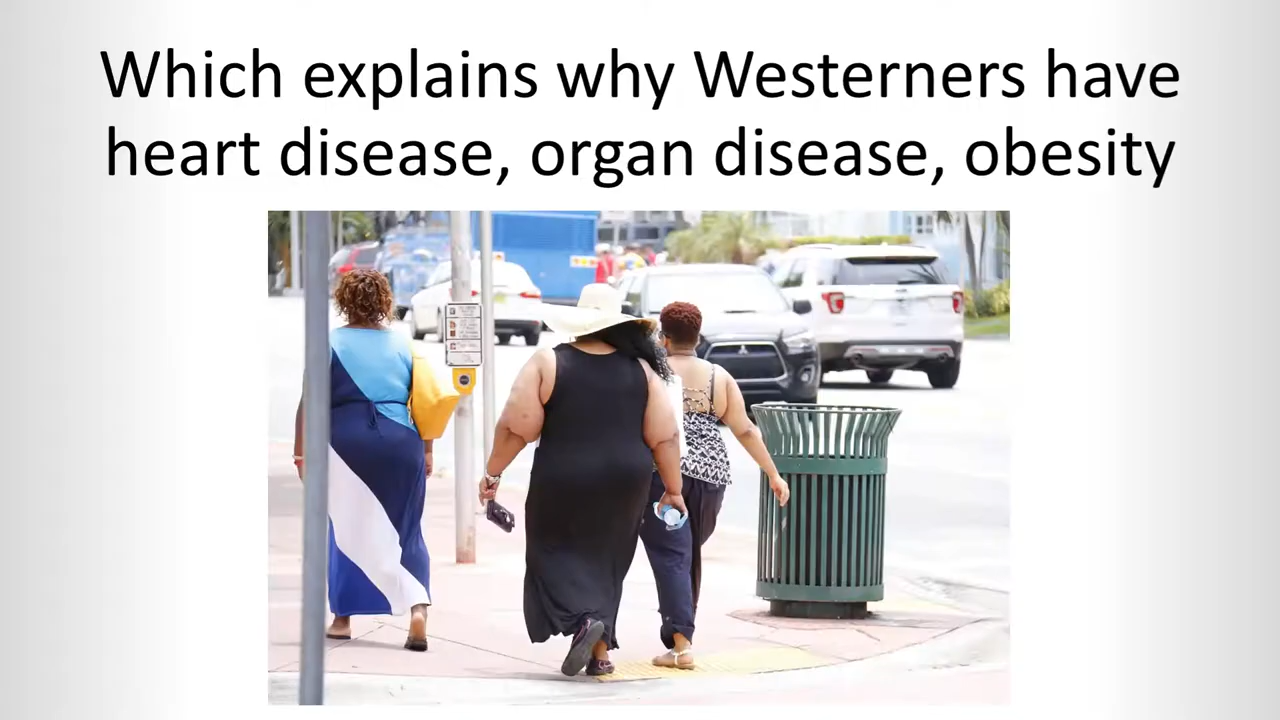 Which explains why Westerners have
heart disease, organ disease, obesity